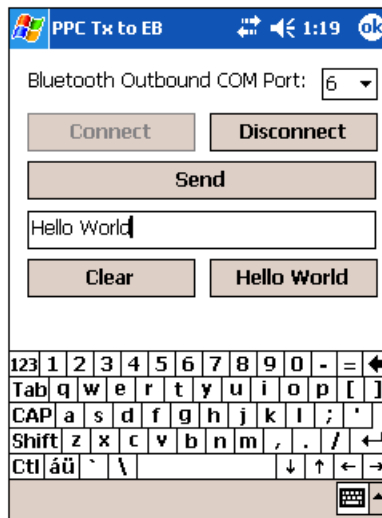 PPC Tx to EB 1:19 ok
Bluetooth Outbound COM Port: 6
Connect Disconnect
Send
Hello World
Clear Hello World
123 1 2 3 4 5 6 7 8 9 0 - =
Tab q w e r t y u i o p [ ]
CAP a s d f g h j k l ; '
Shift z x c v b n m , . /
Ctl áü ` \